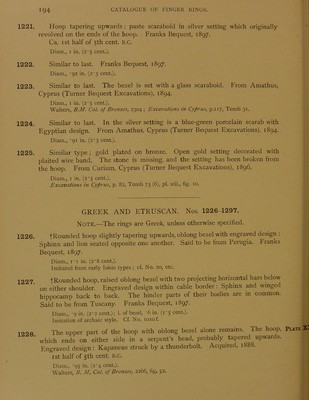 194 CATALOGUE OF FINGER RINGS.
1221. Hoop tapering upwards; paste scaraboid in silver setting which originally
revolved on the ends of the hoop. Franks Bequest, 1897.
Ca. 1st half of 5th cent. B.C.
Diam., 1 in. (2·5 cent.).
1222. Similar to last. Franks Bequest, 1897.
Diam., ·92 in. (2·3 cent.).
1223. Similar to last. The bezel is set with a glass scaraboid. From Amathus,
Cyprus (Turner Bequest Excavations), 1894.
Diam., 1 in. (2·5 cent.).
Walters, B.M. Cat. of Bronzes, 2304; Excavations in Cyprus, p.117, Tomb 31.
1224. Similar to last. In the silver setting is a blue-green porcelain scarab with
Egyptian design. From Amathus, Cyprus (Turner Bequest Excavations), 1894.
Diam., ·91 in. (2·3 cent.).
1225. Similar type; gold plated on bronze. Open gold setting decorated with
plaited wire band. The stone is missing, and the setting has been broken from
the hoop. From Curium, Cyprus (Turner Bequest Excavations), 1896.
Diam., 1 in. (2·5 cent.).
Excavations in Cyprus, p. 82, Tomb 73 (6), pl. xiii., fig. 10.
GREEK AND ETRUSCAN. Nos. 1226-1297.
NOTE.—The rings are Greek, unless otherwise specified.
1226. †Rounded hoop slightly tapering upwards, oblong bezel with engraved design:
Sphinx and lion seated opposite one another. Said to be from Perugia. Franks
Bequest, 1897.
Diam., 1·1 in. (2·8 cent.).
Imitated from early Ionic types; cf. No. 20, etc.
1227. †Rounded hoop, raised oblong bezel with two projecting horizontal bars below
on either shoulder. Engraved design within cable border: Sphinx and winged
hippocamp back to back. The hinder parts of their bodies are in common.
Said to be from Tuscany. Franks Bequest, 1897.
Diam., ·9 in. (2·2 cent.); l. of bezel, ·6 in. (1·5 cent.).
Imitation of archaic style. Cf. No.
1228. The upper part of the hoop with oblong bezel alone remains. The hoop, PLATE
which ends on either side in a serpent's head, probably tapered upwards.
Engraved design: Kapaneus struck by a thunderbolt. Acquired, 1888.
1st half of 5th cent. B.C.
Diam., ·95 in. (2·4 cent.).
Walters, B. M. Cat. of Bronzes, 2266, fig. 52.